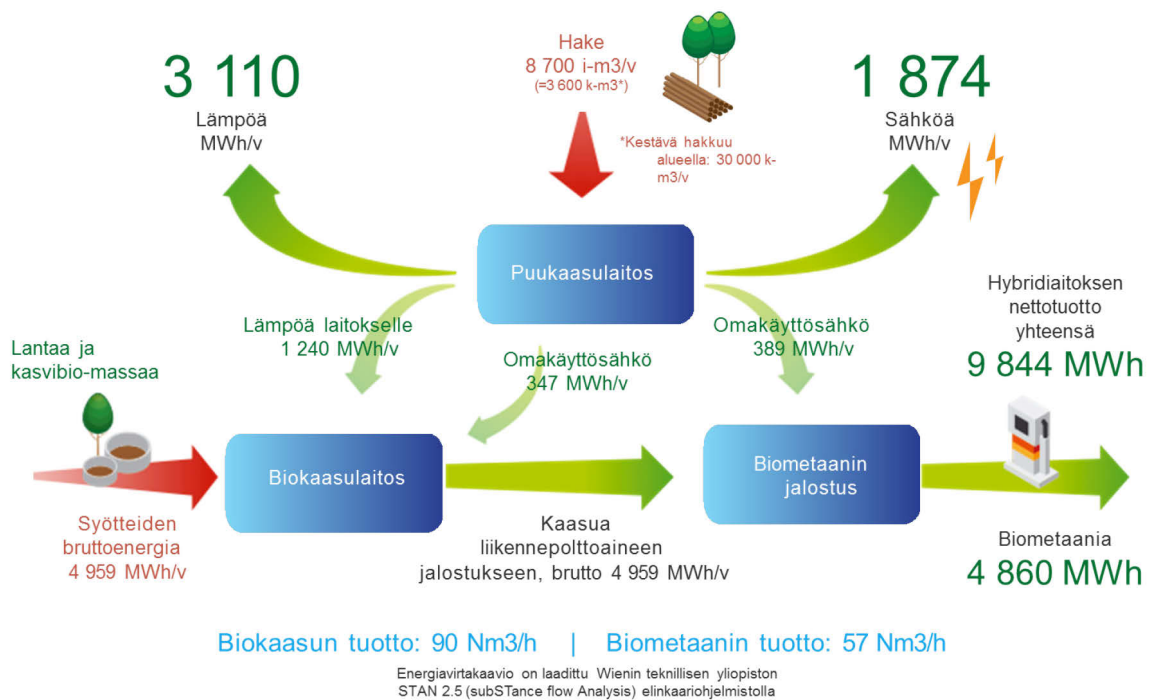 3 110
Lämpöä
MWh/v
Hake
8 700 i-m3/v
(=3 600 k-m3*)
*Kestävä hakkuu
alueella: 30 000 k-
m3/v
1 874
Sähköä
MWh/v
Puukaasulaitos
Lämpöä laitokselle
1 240 MWh/v
Omakäyttösähkö
347 MWh/v
Omakäyttösähkö
389 MWh/v
Hybridiaitoksen
nettotuotto
yhteensä
9 844 MWh
Lantaa ja
kasvibio-massaa
Biokaasulaitos
Biometaanin
jalostus
Syötteiden
bruttoenergia
4 959 MWh/v
Kaasua
liikennepolttoaineen
jalostukseen, brutto 4 959 MWh/v
Biometaania
4 860 MWh
Biokaasun tuotto: 90 Nm3/h | Biometaanin tuotto: 57 Nm3/h
Energiavirtakaavio on laadittu Wienin teknillisen yliopiston
STAN 2.5 (subSTance flow Analysis) elinkaariohjelmistolla